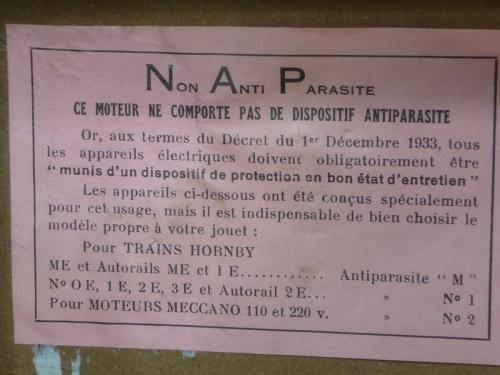 NON ANTI PARASITE
CE MOTEUR NE COMPORTE PAS DE DISPOSITIF ANTIPARASITE
Or, aux termes du Décret du 1er Décembre 1933, tous
les appareils électriques doivent obligatoirement être
“ munis d'un dispositif de protection en bon état d'entretien ”
Les appareils ci-dessous ont été conçus spécialement
pour cet usage, mais il est indispensable de bien choisir le
modèle propre à votre jouet :
Pour TRAINS HORNBY
ME et Autorails ME et 1 E............ Antiparasite “ M ”
No O E, 1 E, 2 E, 3 E et Autorail 2 E... » No 1
Pour MOTEURS MECCANO 110 et 220 v. » No 2